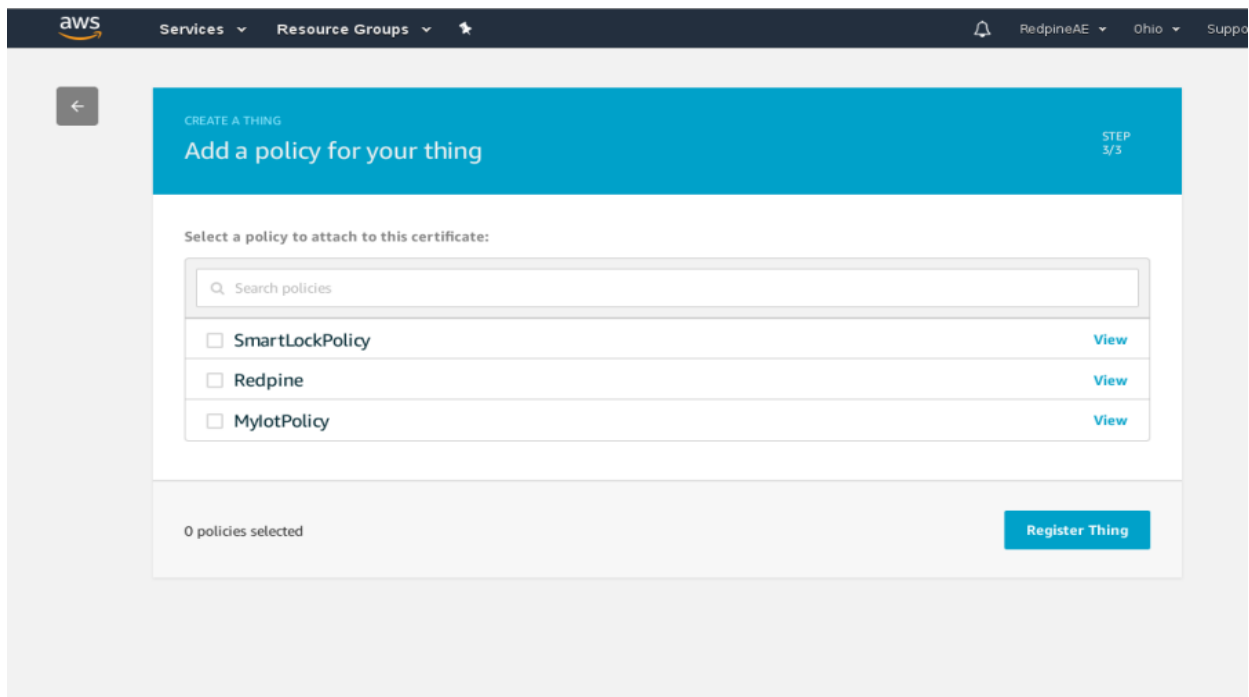 aws Services Resource Groups RedpineAE Ohio Suppo
CREATE A THING
Add a policy for your thing
STEP
3/3
Select a policy to attach to this certificate:
Search policies
SmartLockPolicy View
Redpine View
MyIotPolicy View
0 policies selected Register Thing